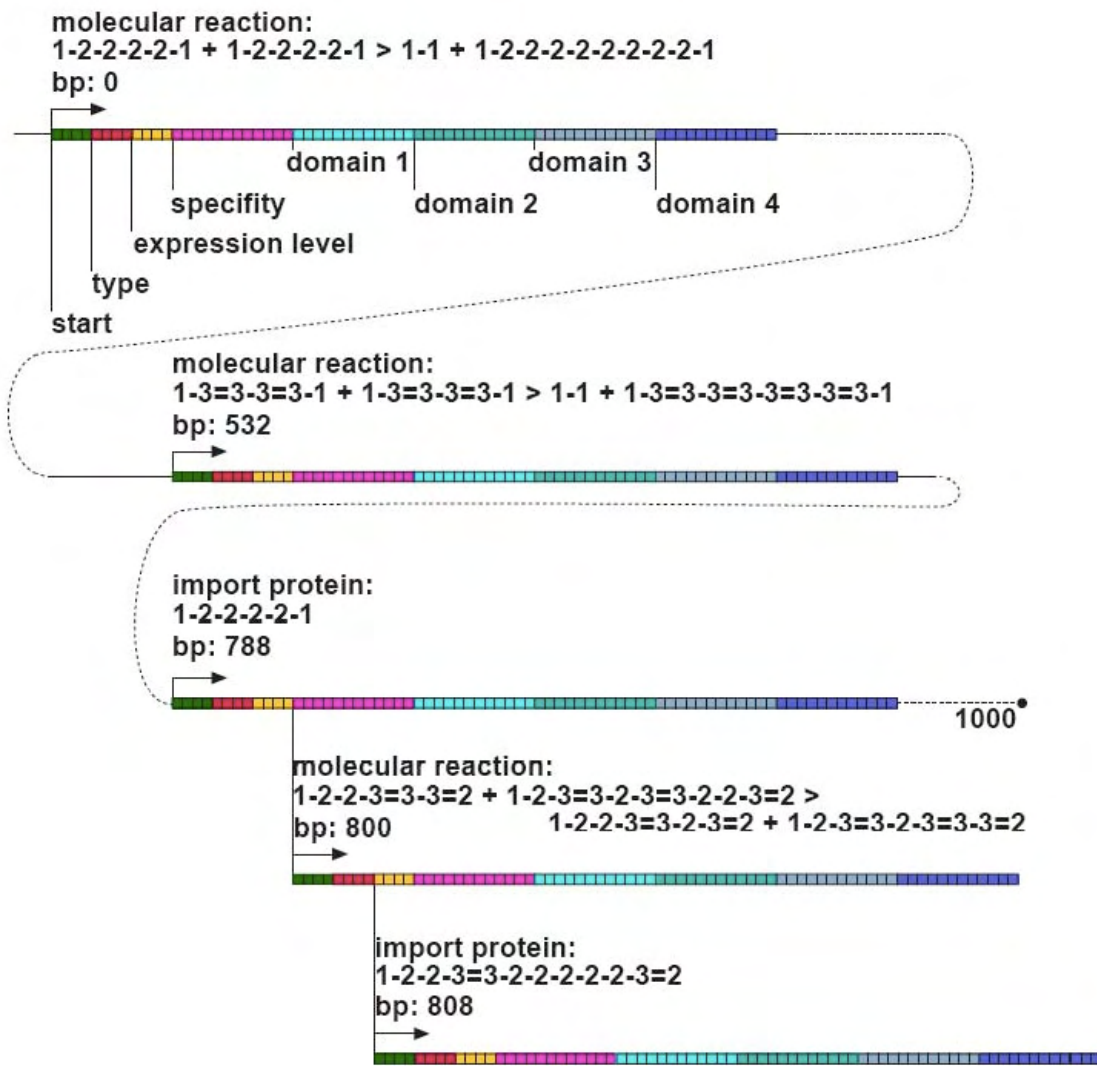 molecular reaction:
1-2-2-2-2-1 + 1-2-2-2-2-1 > 1-1 + 1-2-2-2-2-2-2-2-2-1
bp: 0
domain 1
domain 3
specifity
domain 2
domain 4
expression level
type
start
molecular reaction:
1-3=3-3=3-1 + 1-3=3-3=3-1 > 1-1 + 1-3=3-3=3-3=3-3=3-1
bp: 532
import protein:
1-2-2-2-2-1
bp: 788
1000
molecular reaction:
1-2-2-3=3-3=2 + 1-2-3=3-2-3=3-2-2-3=2 >
1-2-2-3=3-2-3=2 + 1-2-3=3-2-3=3-3=2
bp: 800
import protein:
1-2-2-3=3-2-2-2-2-2-3=2
bp: 808